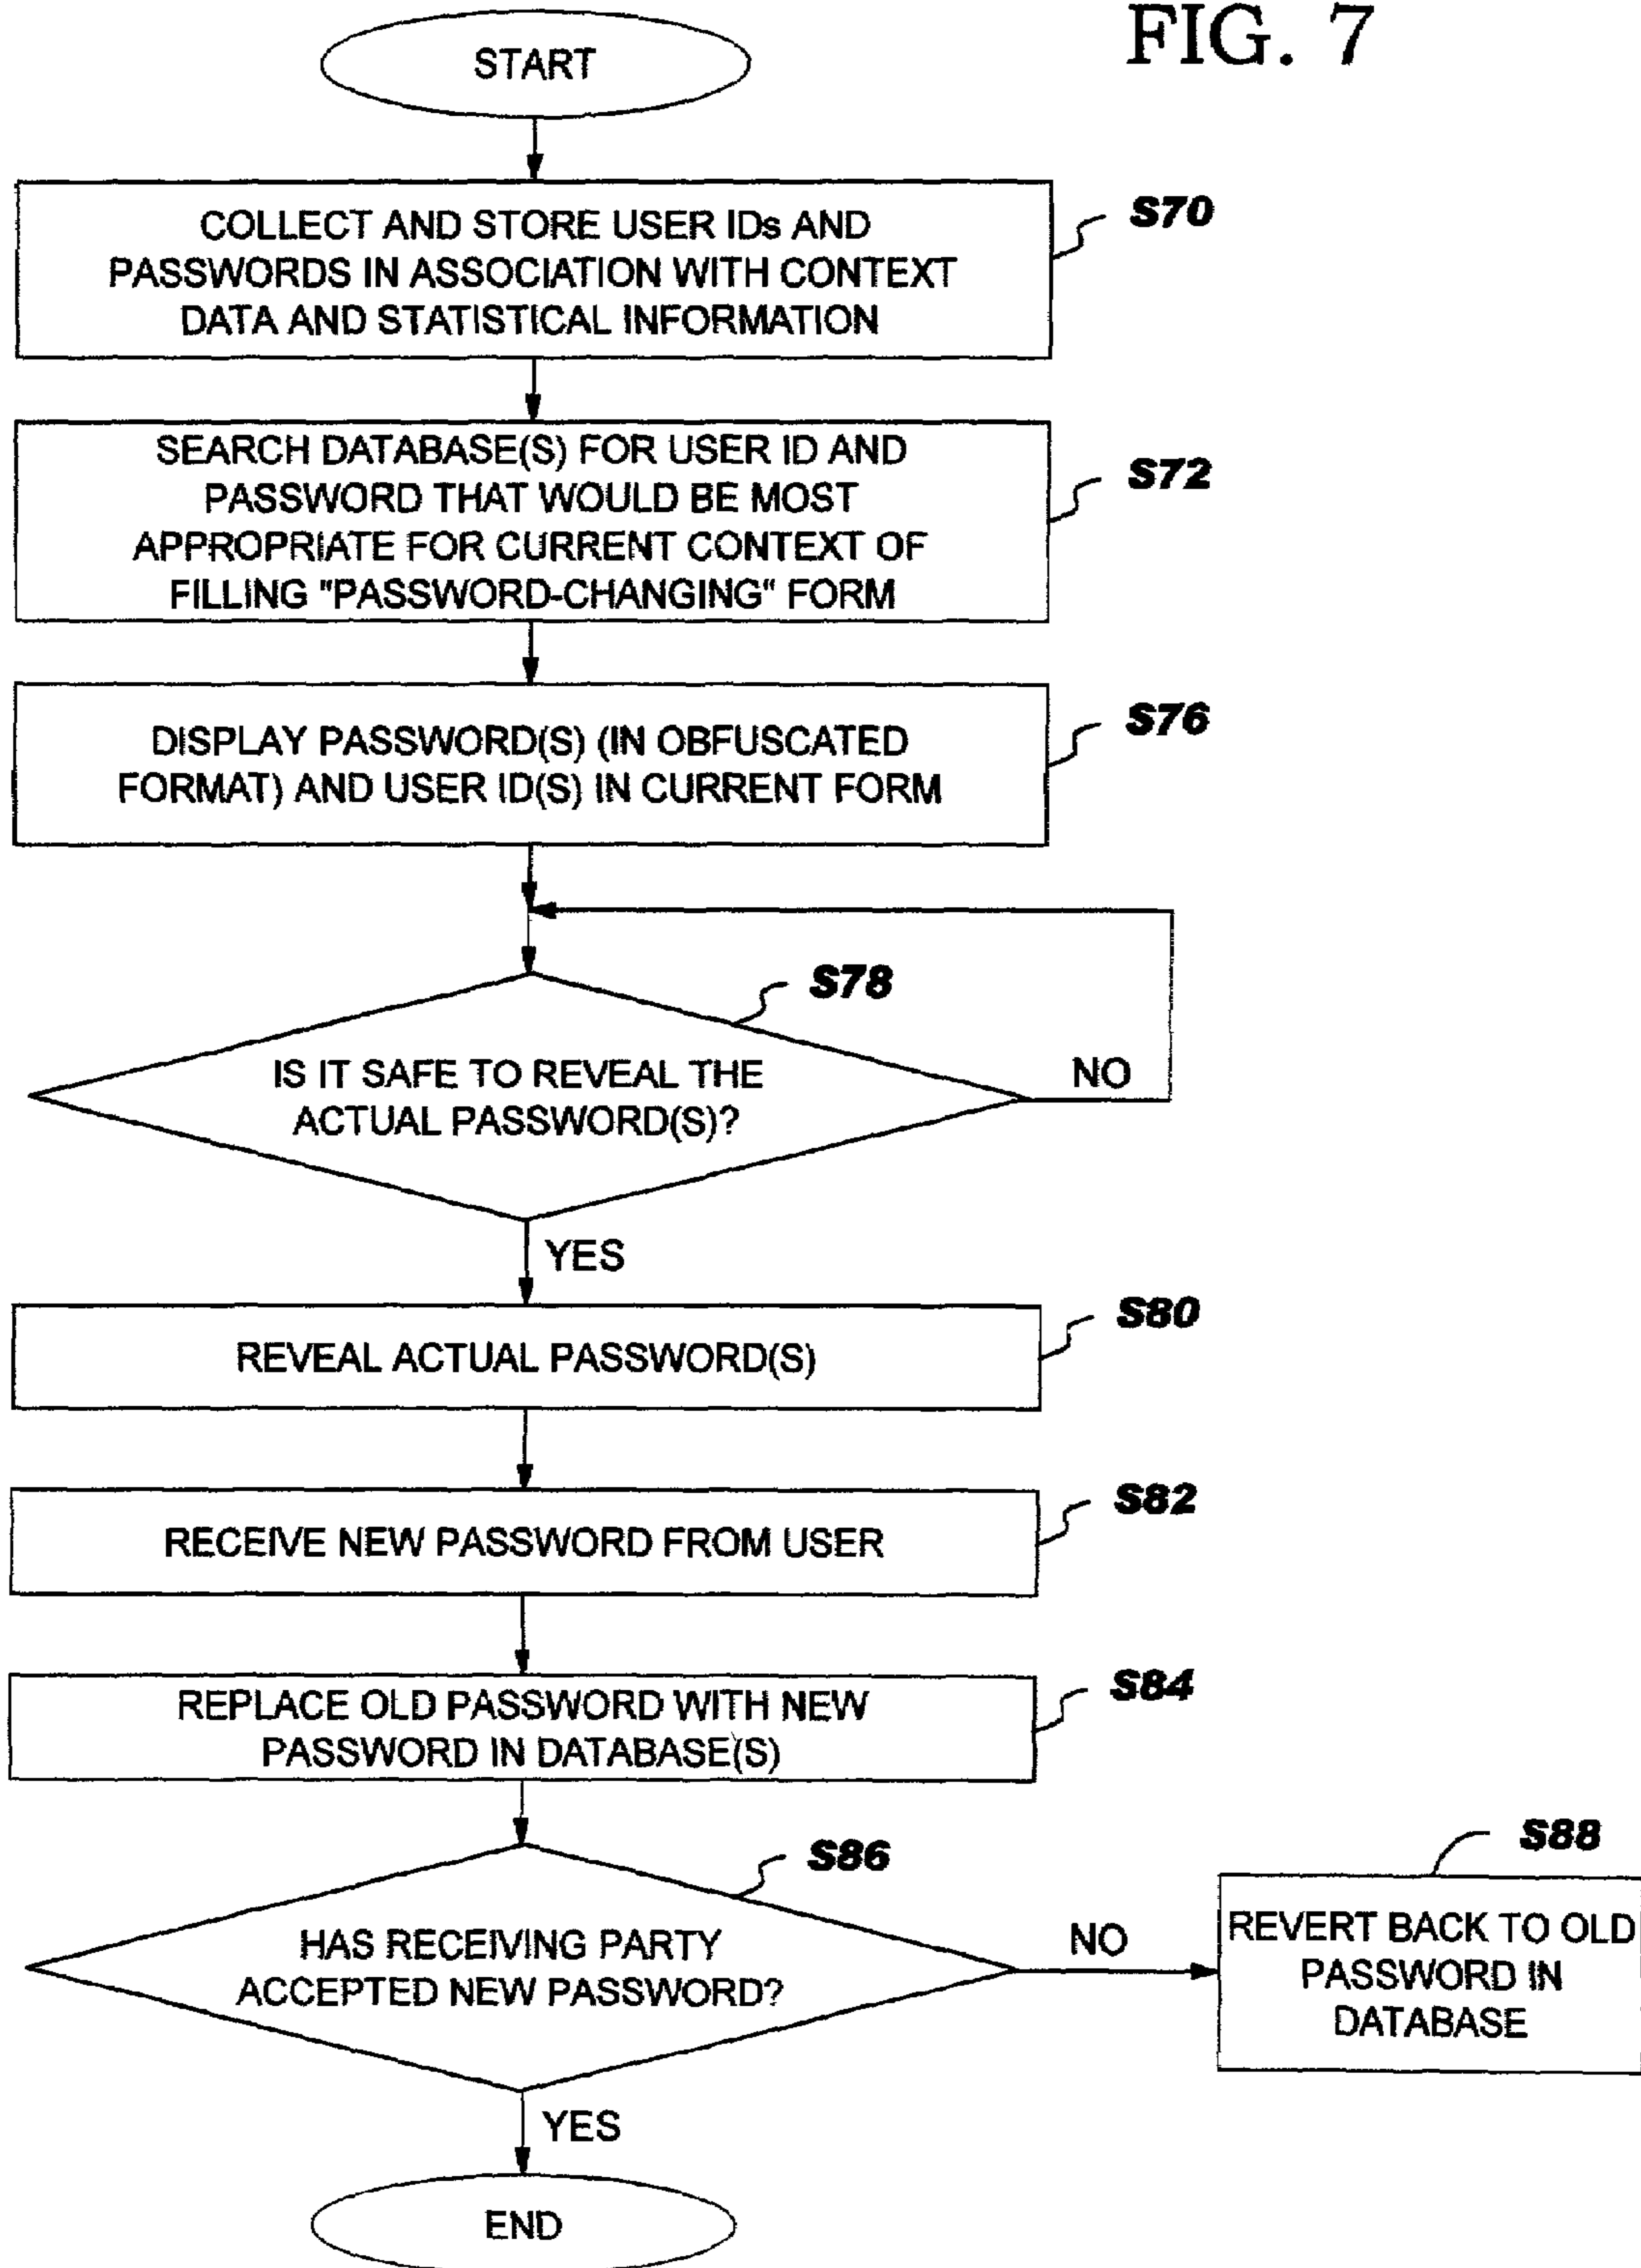 FIG. 7
START
COLLECT AND STORE USER IDs AND
PASSWORDS IN ASSOCIATION WITH CONTEXT
DATA AND STATISTICAL INFORMATION
S70
SEARCH DATABASE(S) FOR USER ID AND
PASSWORD THAT WOULD BE MOST
APPROPRIATE FOR CURRENT CONTEXT OF
FILLING "PASSWORD-CHANGING" FORM
S72
DISPLAY PASSWORD(S) (IN OBFUSCATED
FORMAT) AND USER ID(S) IN CURRENT FORM
S76
S78
IS IT SAFE TO REVEAL THE
ACTUAL PASSWORD(S)?
NO
YES
REVEAL ACTUAL PASSWORD(S)
S80
RECEIVE NEW PASSWORD FROM USER
S82
REPLACE OLD PASSWORD WITH NEW
PASSWORD IN DATABASE(S)
S84
S86
HAS RECEIVING PARTY
ACCEPTED NEW PASSWORD?
NO
S88
REVERT BACK TO OLD
PASSWORD IN
DATABASE
YES
END